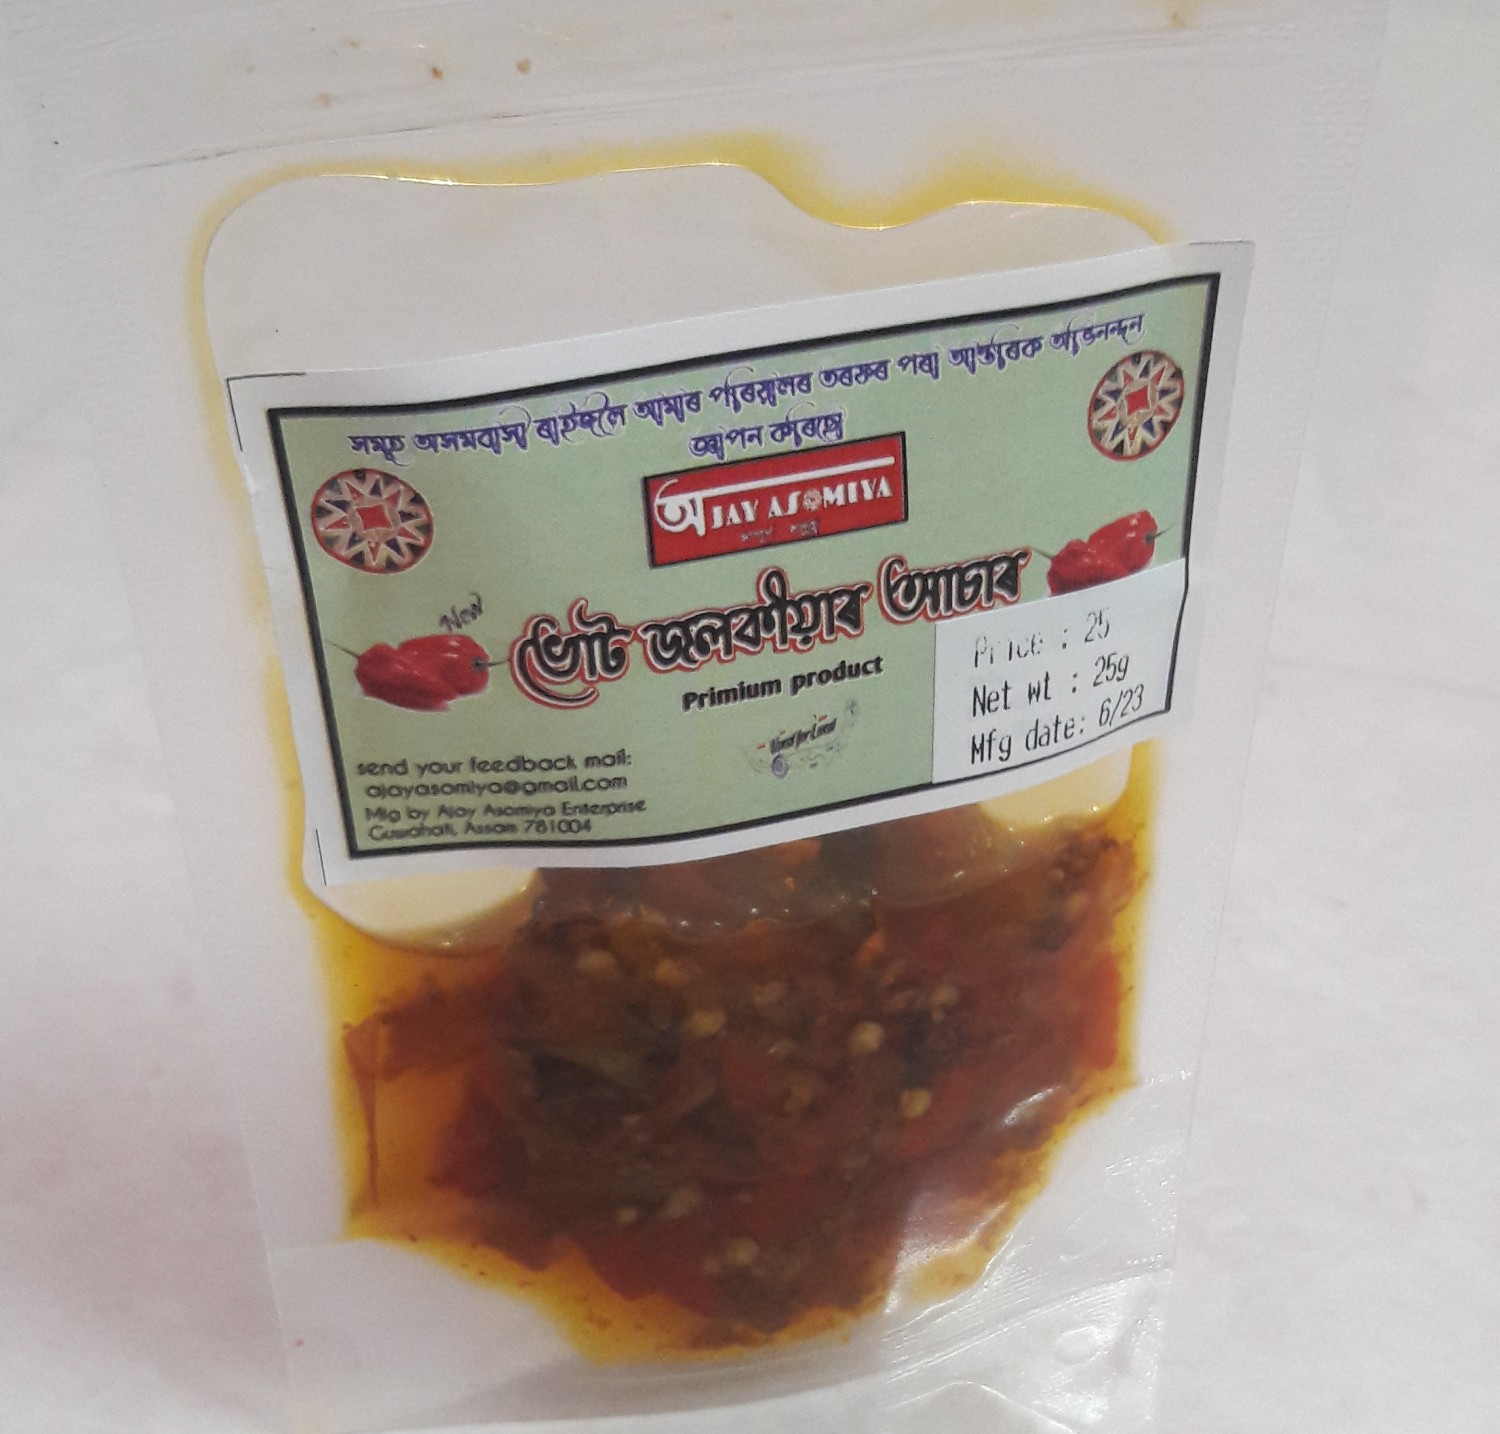 সমূহ অসমবাসী ৰাইজলৈ আমাৰ পৰিয়ালৰ তৰফৰ পৰা আন্তৰিক অভিনন্দন
জ্ঞাপন কৰিছো
অJAY ASOMIYA
New
ভোট জলকীয়াৰ আচাৰ
Primium product
Price : 25
Net wt : 25g
Mfg date: 6/23
send your feedback mail:
ajayasomiya@gmail.com
Mfg by Ajay Asomiya Enterprise
Guwahati, Assam 781004